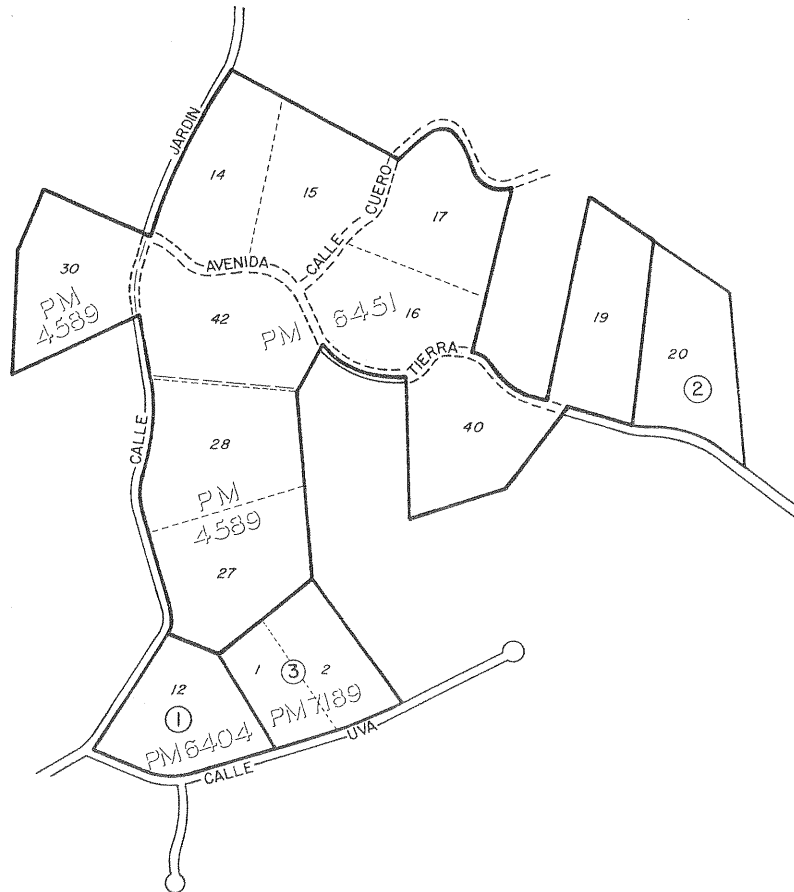 JARDIN
14
15
CUERO
17
30
AVENIDA
CALLE
PM
4589
42
PM 6451
16
19
TIERRA
20
2
40
CALLE
28
PM
4589
27
12
1
1
3
2
PM 7189
PM 6404
UVA
CALLE